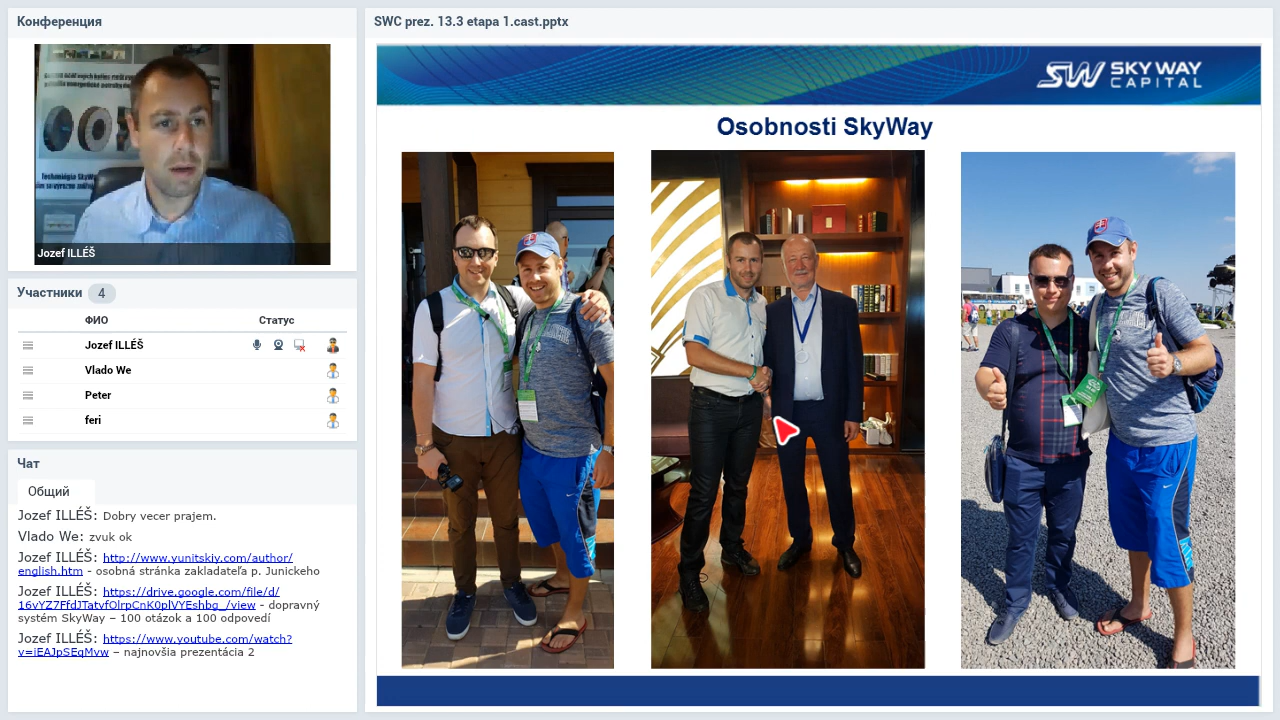 Конференция
Jozef ILLÉŠ
Участники 4
ФИО Статус
Jozef ILLÉŠ
Vlado We
Peter
feri
Чат
Общий
Jozef ILLÉŠ: Dobry vecer prajem.
Vlado We: zvuk ok
Jozef ILLÉŠ: http://www.yunitskiy.com/author/
english.htm - osobná stránka zakladateľa p. Junickeho
Jozef ILLÉŠ: https://drive.google.com/file/d/
16vYZ7FfdJTatvfOlrpCnK0plVYEshbg_/view - dopravný
systém SkyWay – 100 otázok a 100 odpovedí
Jozef ILLÉŠ: https://www.youtube.com/watch?
v=iEAJpSEqMvw – najnovšia prezentácia 2
SWC prez. 13.3 etapa 1.cast.pptx
SW SKY WAY
CAPITAL
Osobnosti SkyWay